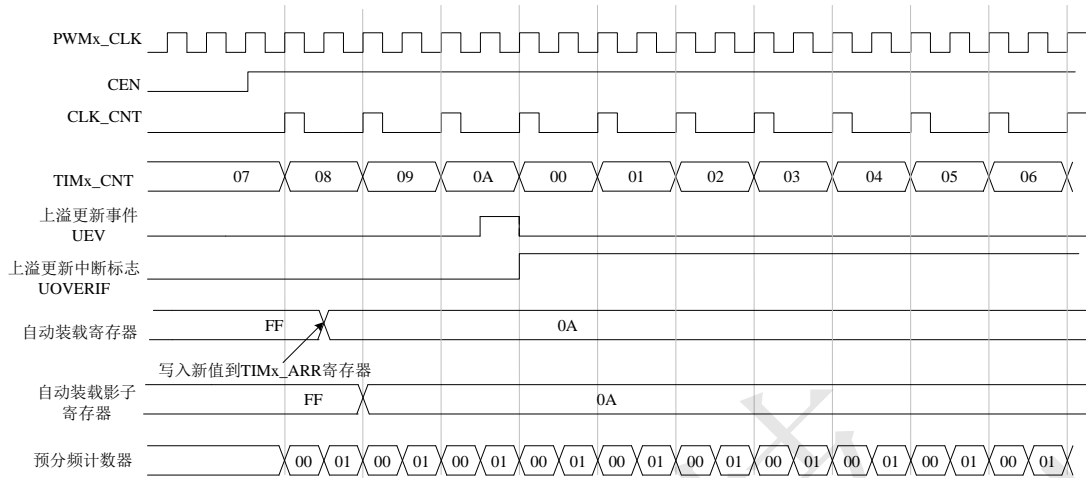 PWMx_CLK
CEN
CLK_CNT
TIMx_CNT 07 08 09 0A 00 01 02 03 04 05 06
上溢更新事件
UEV
上溢更新中断标志
UOVERIF
自动装载寄存器 FF 0A
写入新值到TIMx_ARR寄存器
自动装载影子
寄存器 FF 0A
预分频计数器 00 01 00 01 00 01 00 01 00 01 00 01 00 01 00 01 00 01 00 01